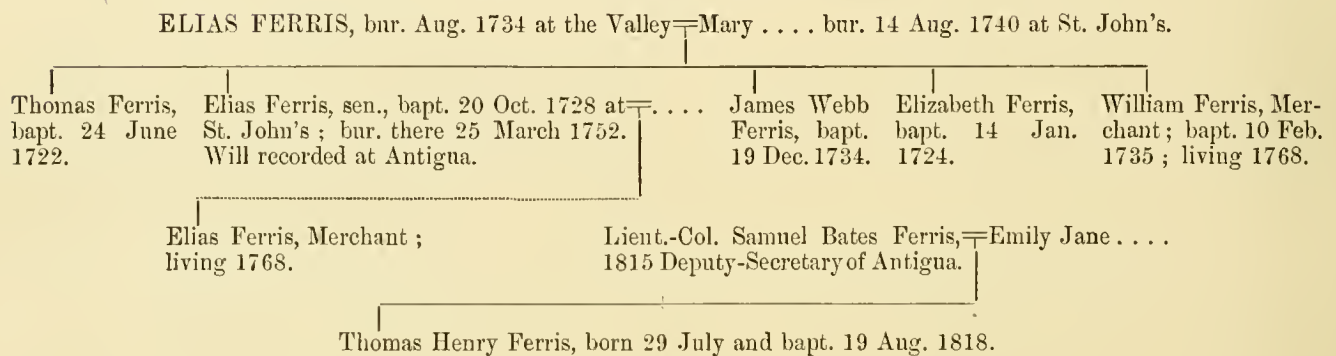 ELIAS FERRIS, bur. Aug. 1734 at the Valley=Mary . . . . bur. 14 Aug. 1740 at St. John's.
Thomas Ferris,
bapt. 24 June
1722.
Elias Ferris, sen., bapt. 20 Oct. 1728 at= . . . .
St. John's ; bur. there 25 March 1752.
Will recorded at Antigua.
James Webb
Ferris, bapt.
19 Dec. 1734.
Elizabeth Ferris,
bapt. 14 Jan.
1724.
William Ferris, Mer-
chant ; bapt. 10 Feb.
1735 ; living 1768.
Elias Ferris, Merchant ;
living 1768.
Lieut.-Col. Samuel Bates Ferris,=Emily Jane . . . .
1815 Deputy-Secretary of Antigua.
Thomas Henry Ferris, born 29 July and bapt. 19 Aug. 1818.